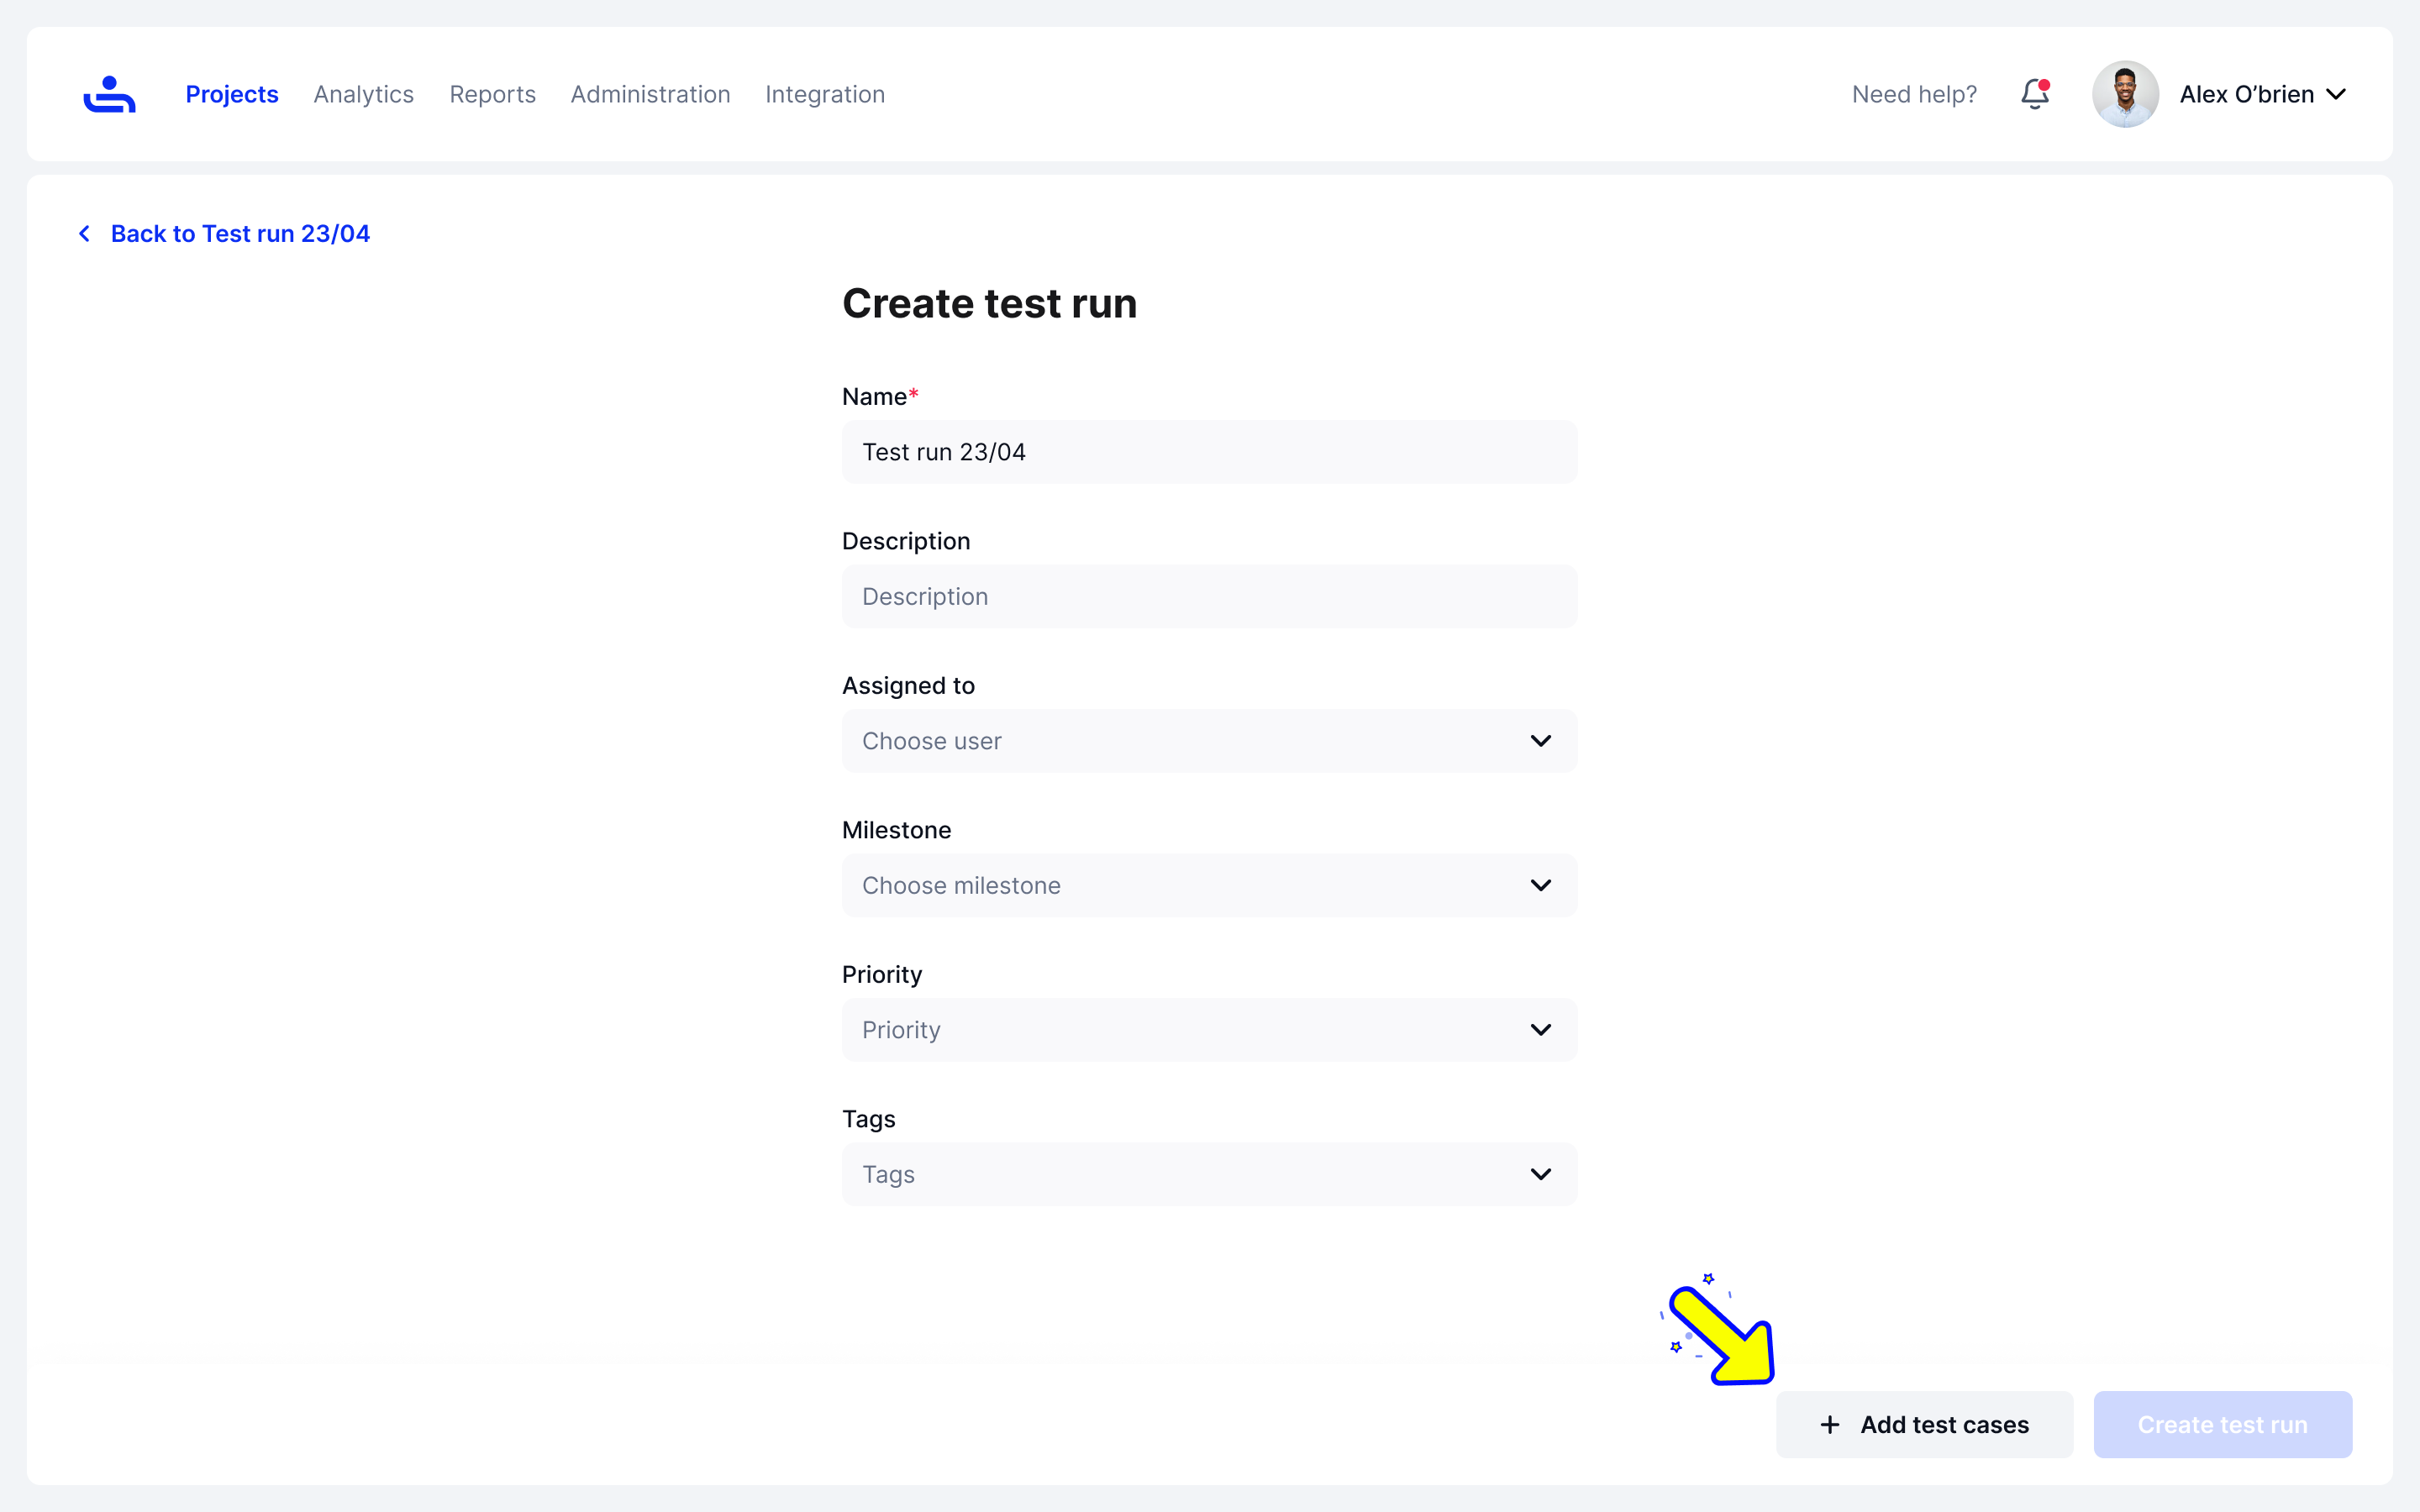 Projects Analytics Reports Administration Integration Need help? Alex O’brien
Back to Test run 23/04
Create test run
Name*
Test run 23/04
Description
Description
Assigned to
Choose user
Milestone
Choose milestone
Priority
Priority
Tags
Tags
+ Add test cases Create test run